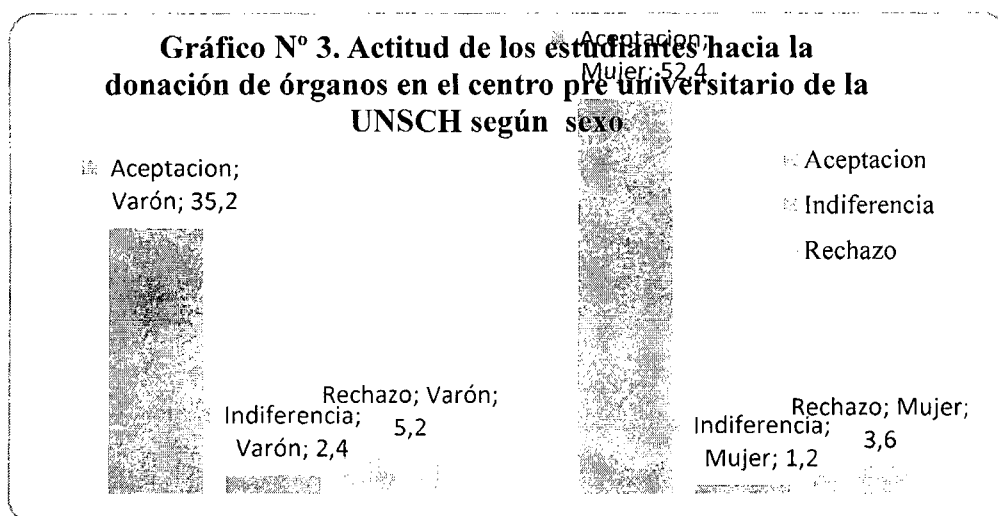 Gráfico Nº 3. Actitud de los estudiantes hacia la
donación de órganos en el centro pre universitario de la
UNSCH según sexo
Aceptacion;
Mujer; 52,4
Aceptacion;
Varón; 35,2
Aceptacion
Indiferencia
Rechazo
Indiferencia;
Varón; 2,4
Rechazo; Varón;
5,2
Indiferencia;
Mujer; 1,2
Rechazo; Mujer;
3,6